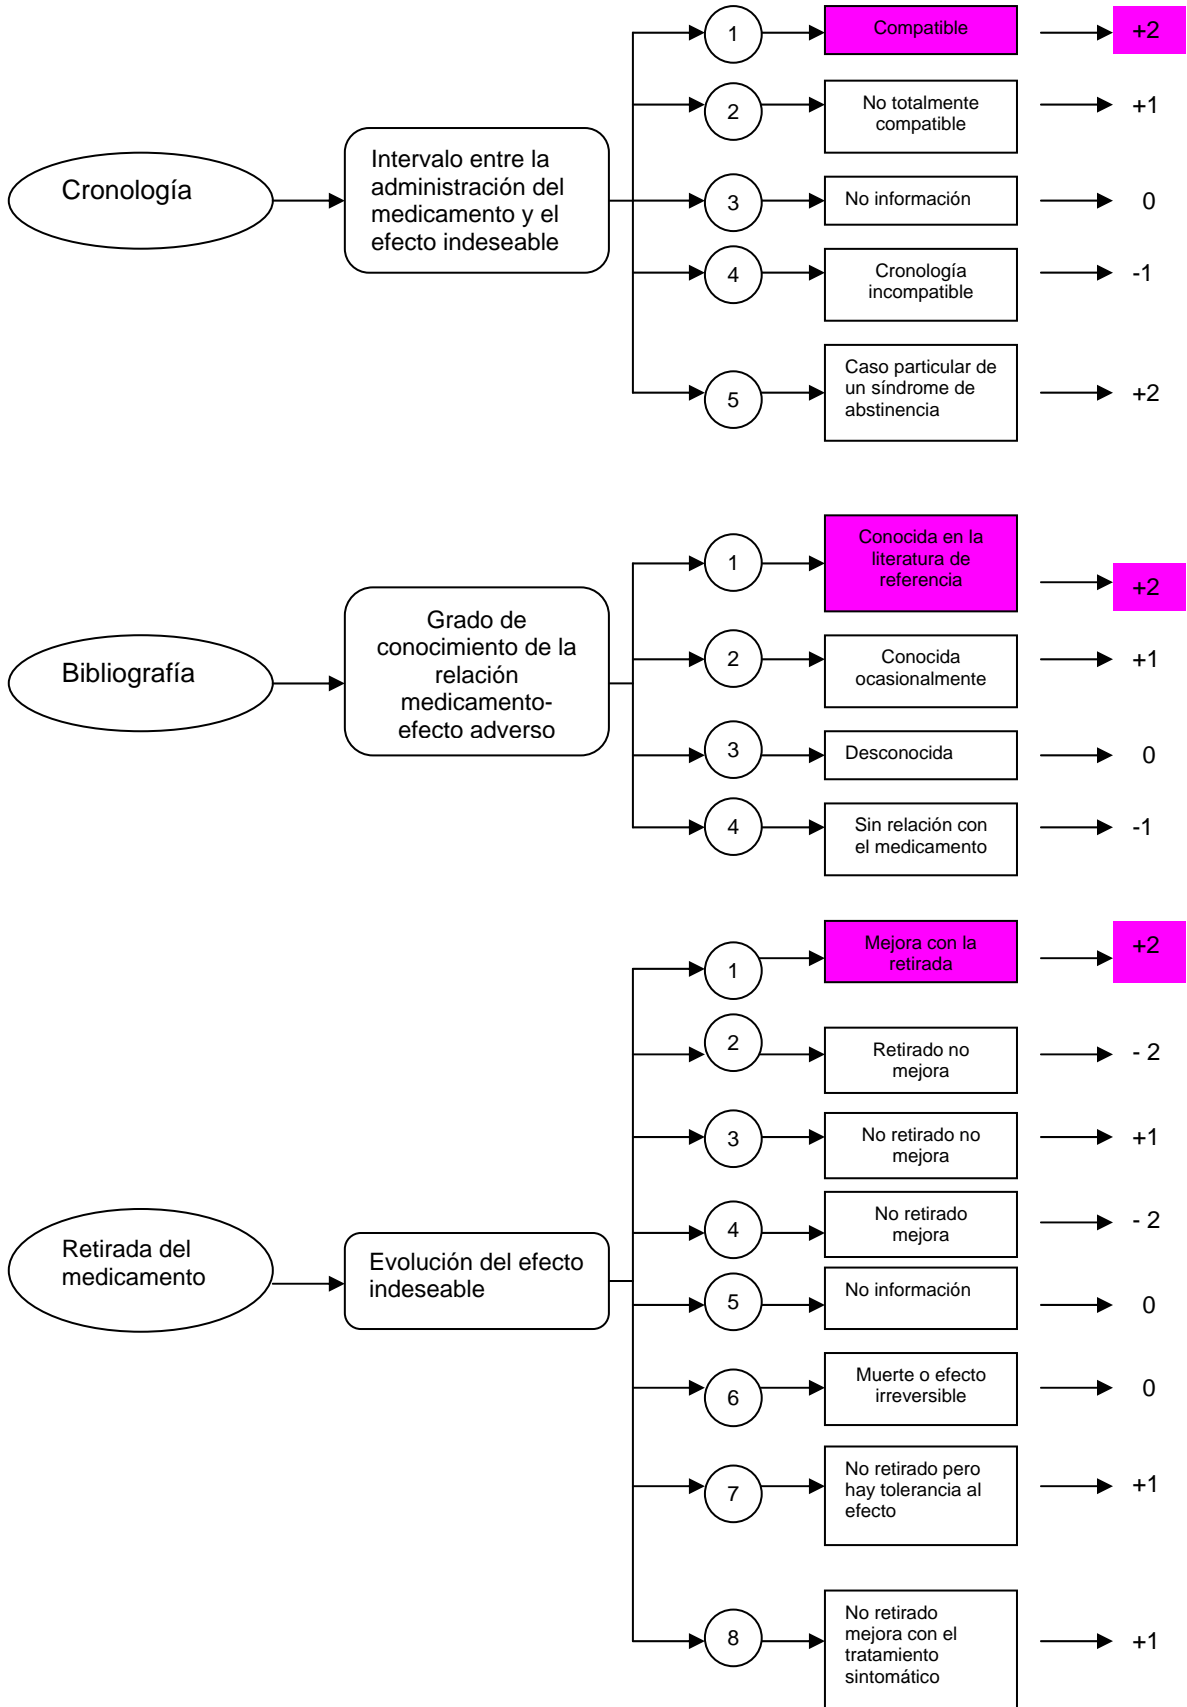 Cronología
Intervalo entre la
administración del
medicamento y el
efecto indeseable
1
Compatible
+2
2
No totalmente
compatible
+1
3
No información
0
4
Cronología
incompatible
-1
5
Caso particular de
un síndrome de
abstinencia
+2
Bibliografía
Grado de
conocimiento de la
relación
medicamento-
efecto adverso
1
Conocida en la
literatura de
referencia
+2
2
Conocida
ocasionalmente
+1
3
Desconocida
0
4
Sin relación con
el medicamento
-1
Retirada del
medicamento
Evolución del efecto
indeseable
1
Mejora con la
retirada
+2
2
Retirado no
mejora
- 2
3
No retirado no
mejora
+1
4
No retirado
mejora
- 2
5
No información
0
6
Muerte o efecto
irreversible
0
7
No retirado pero
hay tolerancia al
efecto
+1
8
No retirado
mejora con el
tratamiento
sintomático
+1